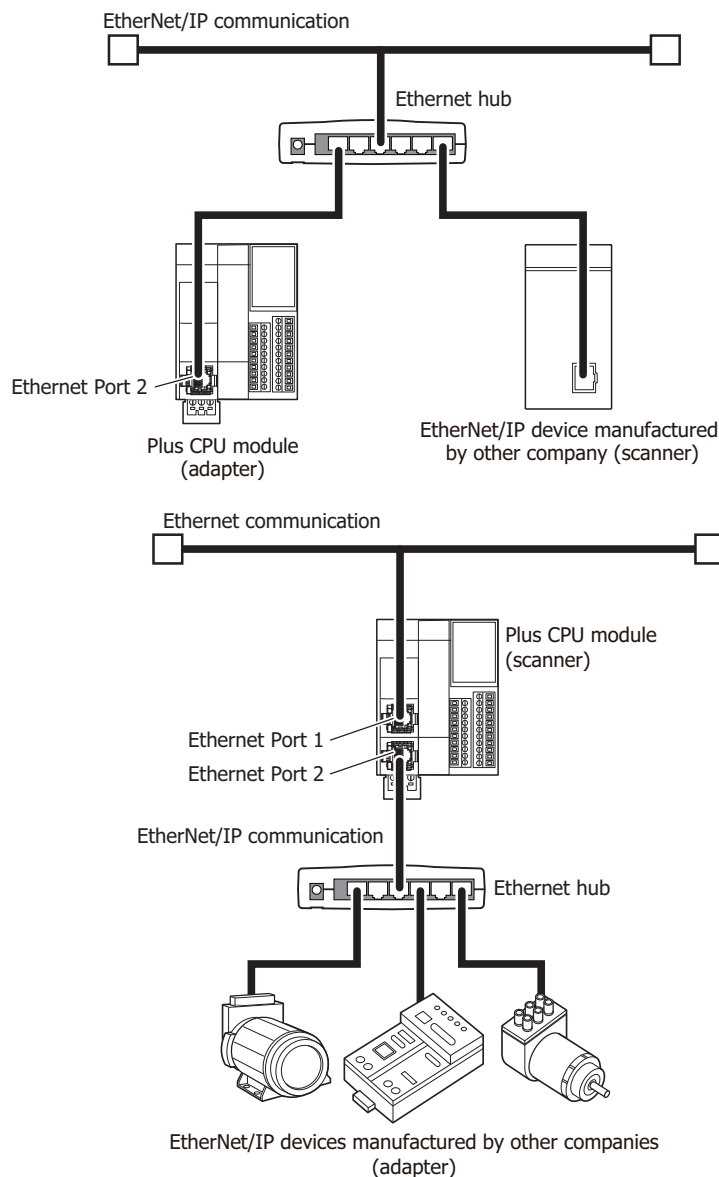 EtherNet/IP communication
Ethernet hub
Ethernet Port 2
Plus CPU module
(adapter)
EtherNet/IP device manufactured
by other company (scanner)
Ethernet communication
Plus CPU module
(scanner)
Ethernet Port 1
Ethernet Port 2
EtherNet/IP communication
Ethernet hub
EtherNet/IP devices manufactured by other companies
(adapter)